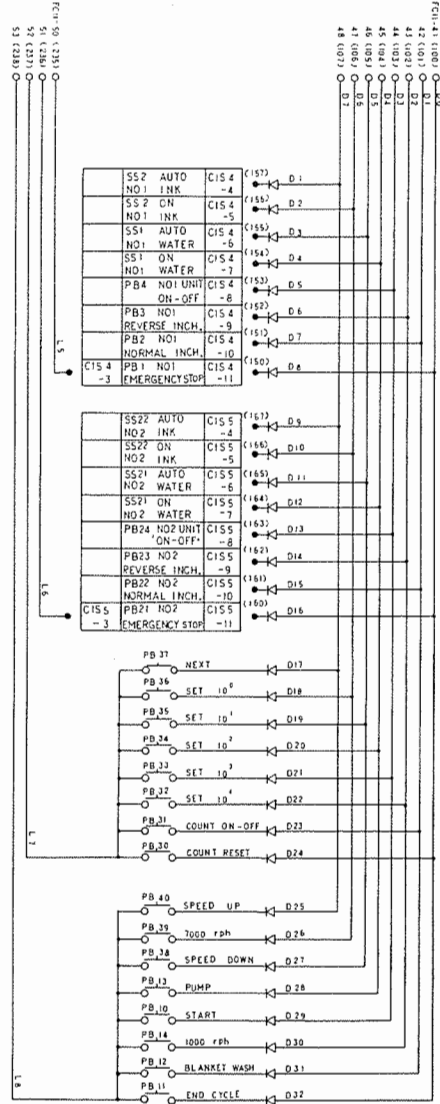 FC11-41 (100) D0
42 (101) D1
43 (102) D2
44 (103) D3
45 (104) D4
46 (105) D5
47 (106) D6
48 (107) D7
FC11-50 (235)
51 (236)
52 (237)
53 (238)
SS2 AUTO NO1 INK CIS4 -4 (157) D1
SS2 ON NO1 INK CIS4 -5 (156) D2
SS1 AUTO NO1 WATER CIS4 -6 (155) D3
SS1 ON NO1 WATER CIS4 -7 (154) D4
PB4 NO1 UNIT ON-OFF CIS4 -8 (153) D5
PB3 NO1 REVERSE INCH. CIS4 -9 (152) D6
PB2 NO1 NORMAL INCH. CIS4 -10 (151) D7
CIS4 -3 PB1 NO1 EMERGENCY STOP CIS4 -11 (150) D8
L5
SS22 AUTO NO2 INK CIS5 -4 (167) D9
SS22 ON NO2 INK CIS5 -5 (166) D10
SS21 AUTO NO2 WATER CIS5 -6 (165) D11
SS21 ON NO2 WATER CIS5 -7 (164) D12
PB24 NO2 UNIT "ON-OFF" CIS5 -8 (163) D13
PB23 NO2 REVERSE INCH. CIS5 -9 (162) D14
PB22 NO2 NORMAL INCH. CIS5 -10 (161) D15
CIS5 -3 PB21 NO2 EMERGENCY STOP CIS5 -11 (160) D16
L6
PB37 NEXT D17
PB36 SET 10⁰ D18
PB35 SET 10¹ D19
PB34 SET 10² D20
PB33 SET 10³ D21
PB32 SET 10⁴ D22
PB31 COUNT ON-OFF D23
PB30 COUNT RESET D24
L7
PB40 SPEED UP D25
PB39 7000 rph D26
PB38 SPEED DOWN D27
PB13 PUMP D28
PB10 START D29
PB14 1000 rph D30
PB12 BLANKET WASH D31
PB11 END CYCLE D32
L8